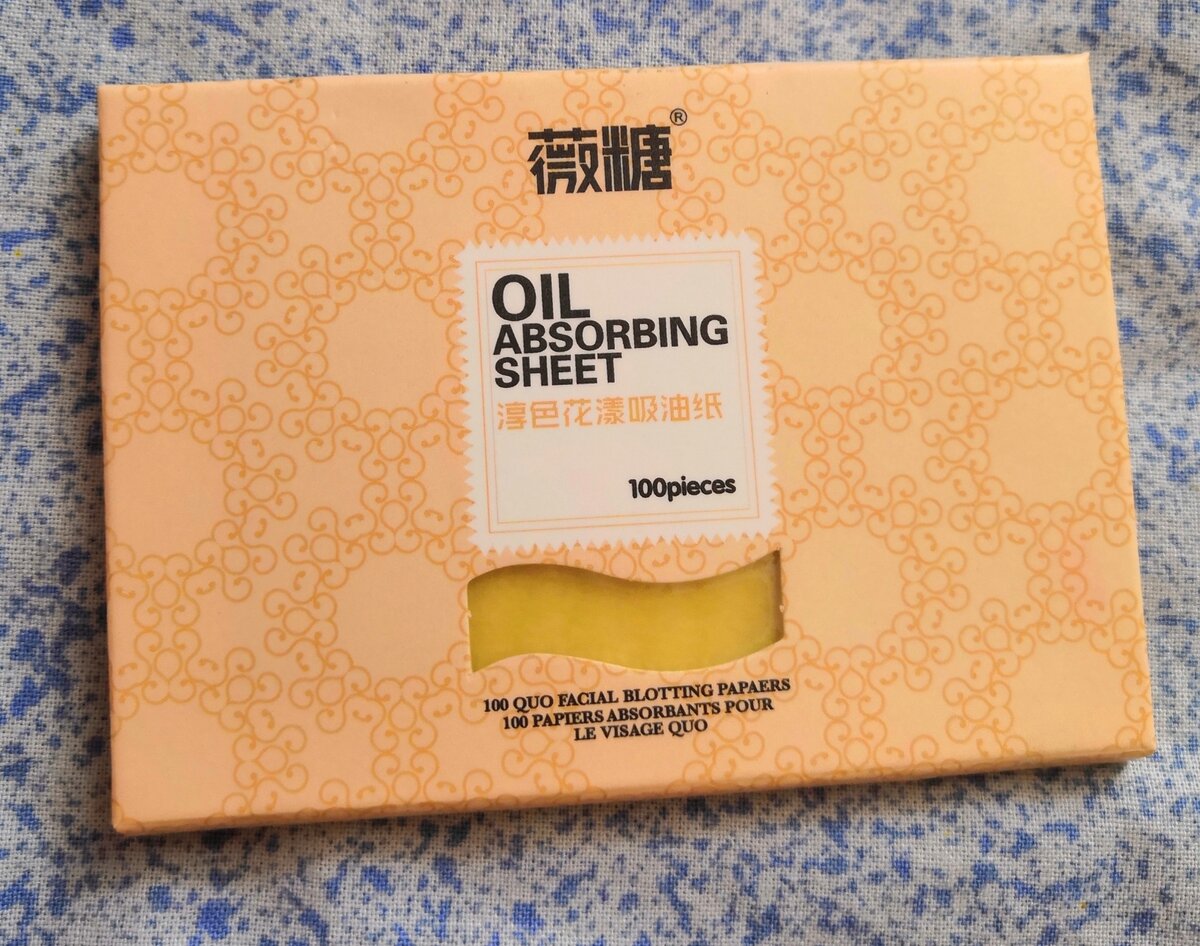 薇糖®
OIL
ABSORBING
SHEET
淳色花漾吸油纸
100pieces
100 QUO FACIAL BLOTTING PAPAERS
100 PAPIERS ABSORBANTS POUR
LE VISAGE QUO